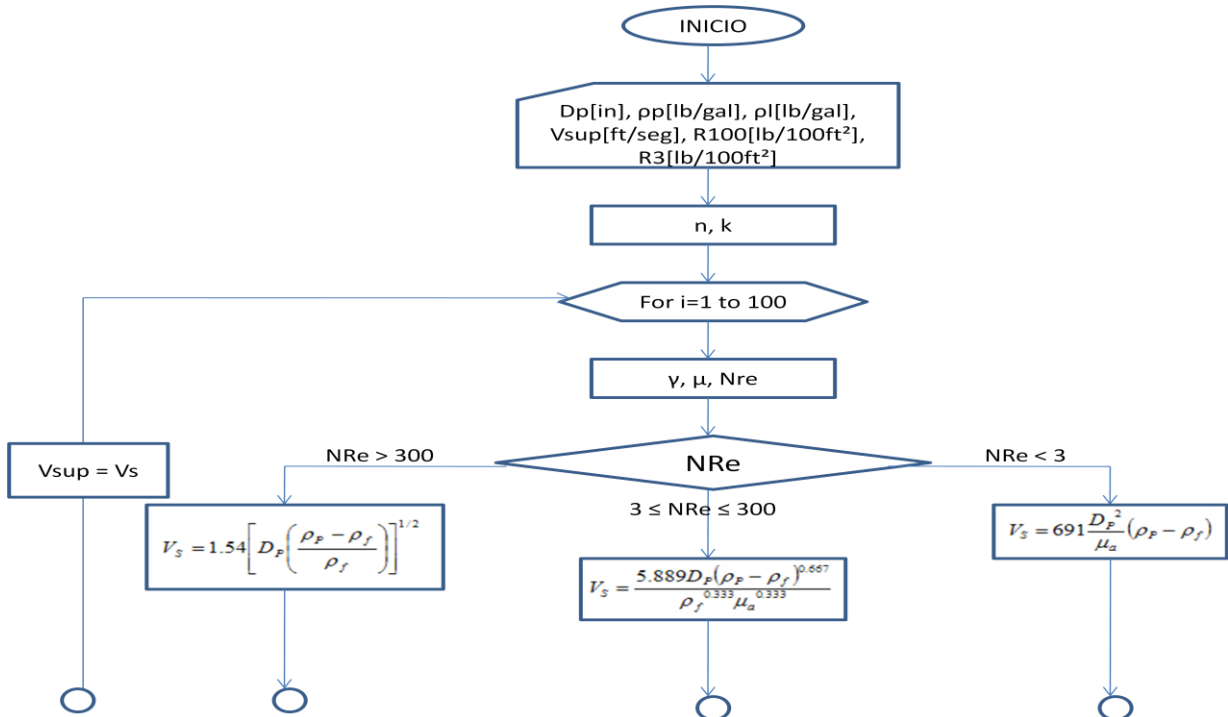 INICIO
Dp[in], ρp[lb/gal], ρl[lb/gal],
Vsup[ft/seg], R100[lb/100ft²],
R3[lb/100ft²]
n, k
For i=1 to 100
γ, μ, Nre
NRe
NRe > 300
3 ≤ NRe ≤ 300
NRe < 3
Vsup = Vs
V_S = 1.54[D_P((ρ_P − ρ_f)/ρ_f)]^{1/2}
V_S = 5.889D_P(ρ_P − ρ_f)^{0.667}/(ρ_f^{0.333}μ_a^{0.333})
V_S = 691 D_P²/μ_a (ρ_P − ρ_f)